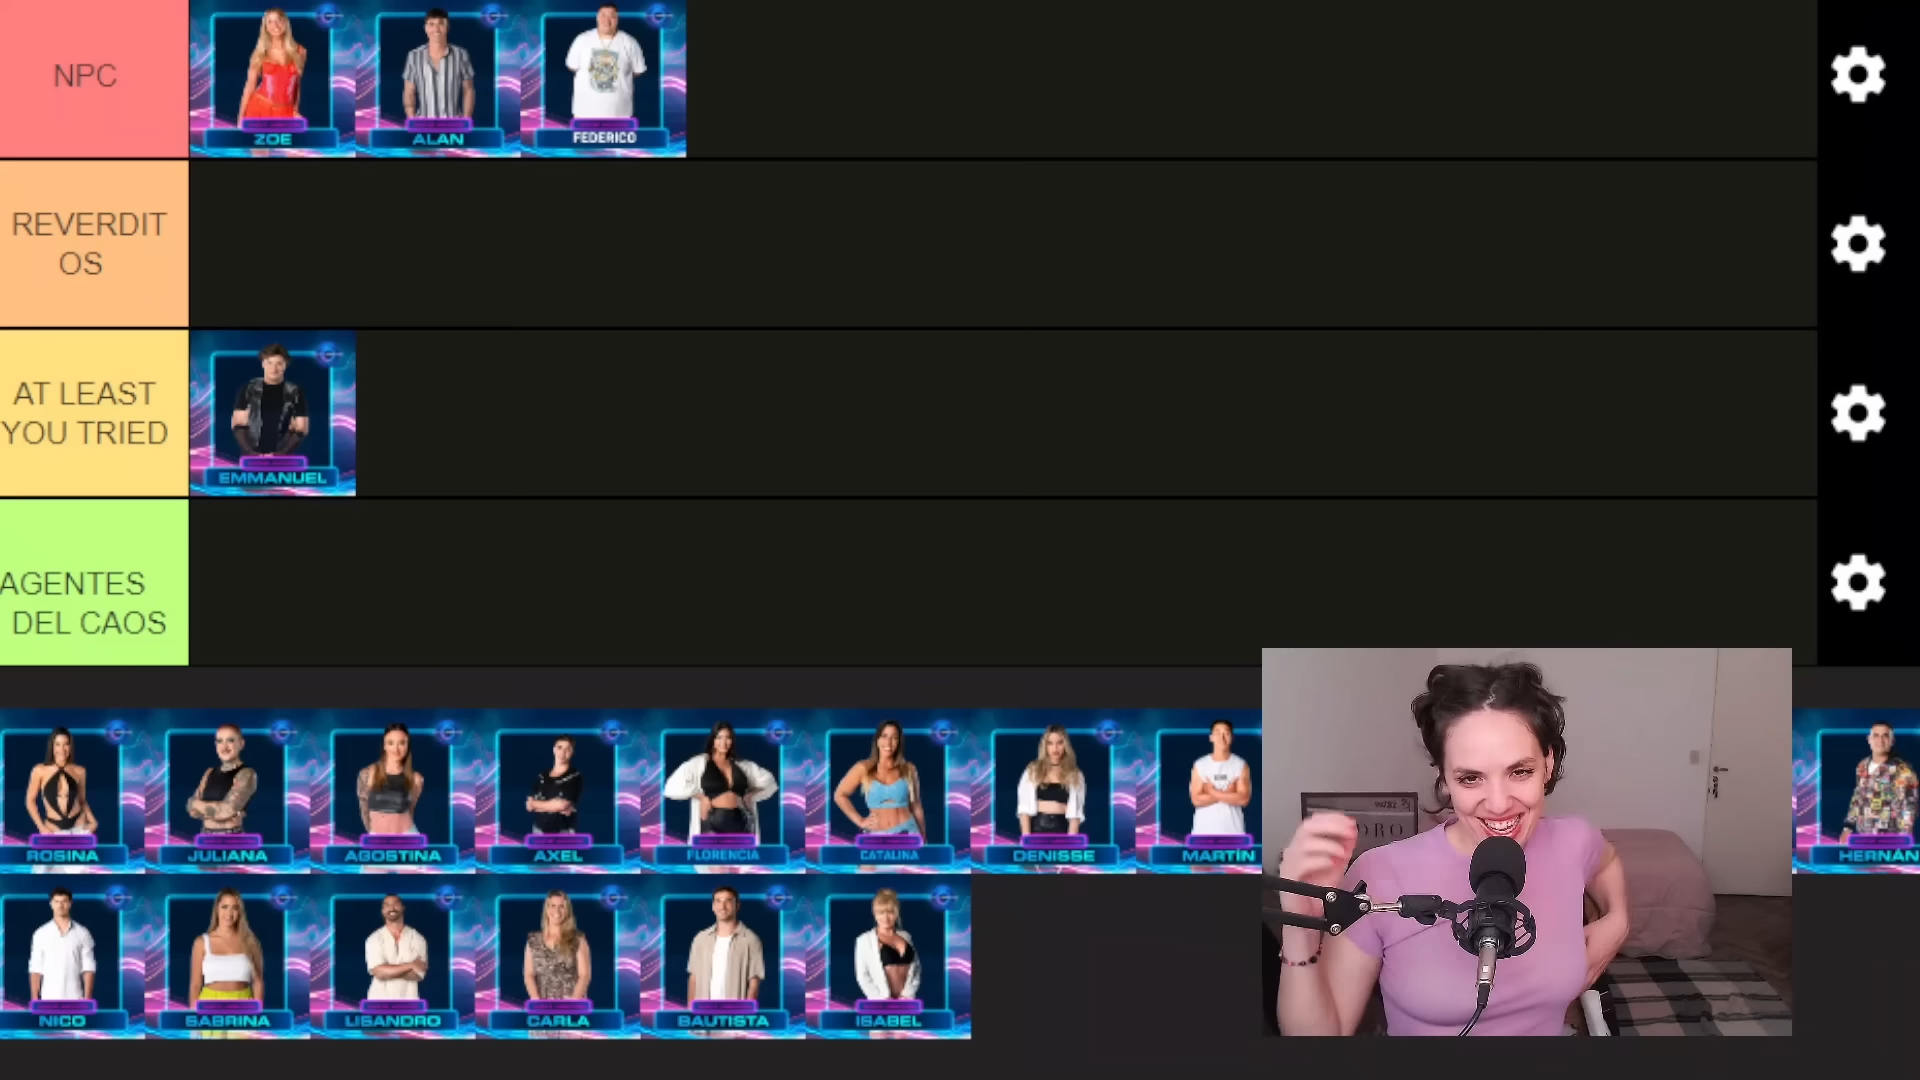 NPC
ZOE
ALAN
FEDERICO
REVERDIT
OS
AT LEAST
YOU TRIED
EMMANUEL
AGENTES
DEL CAOS
ROSINA
JULIANA
AGOSTINA
AXEL
FLORENCIA
CATALINA
DENISSE
MARTÍN
HERNÁN
NICO
SABRINA
LISANDRO
CARLA
BAUTISTA
ISABEL